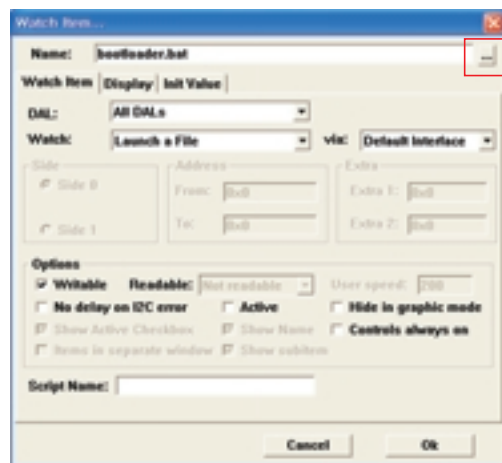 Watch Item...
Name: bootloader.bat ...
Watch Item Display Init Value
DAL: All DALs
Watch: Launch a File via: Default Interface
Side Address Extra
Side 0 From: 0x0 Extra 1: 0x0
Side 1 To: 0x0 Extra 2: 0x0
Options
Writable Readable: Not readable User speed: 200
No delay on I2C error Active Hide in graphic mode
Show Active Checkbox Show Name Controls always on
Items in separate window Show subitem
Script Name:
Cancel Ok